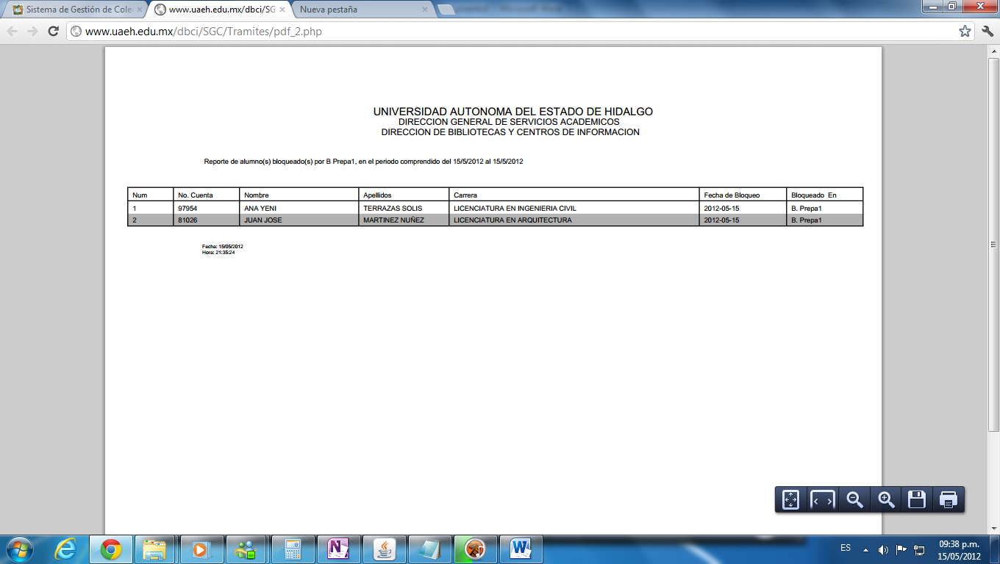 Sistema de Gestión de Cole
www.uaeh.edu.mx/dbci/SG
Nueva pestaña
www.uaeh.edu.mx/dbci/SGC/Tramites/pdf_2.php
UNIVERSIDAD AUTONOMA DEL ESTADO DE HIDALGO
DIRECCION GENERAL DE SERVICIOS ACADEMICOS
DIRECCION DE BIBLIOTECAS Y CENTROS DE INFORMACION
Reporte de alumno(s) bloqueado(s) por B Prepa1, en el periodo comprendido del 15/5/2012 al 15/5/2012
Num No. Cuenta Nombre Apellidos Carrera Fecha de Bloqueo Bloqueado En
1 97954 ANA YENI TERRAZAS SOLIS LICENCIATURA EN INGENIERIA CIVIL 2012-05-15 B. Prepa1
2 81026 JUAN JOSE MARTINEZ NUÑEZ LICENCIATURA EN ARQUITECTURA 2012-05-15 B. Prepa1
Fecha: 15/05/2012
Hora: 21:35:24
ES
09:38 p.m.
15/05/2012